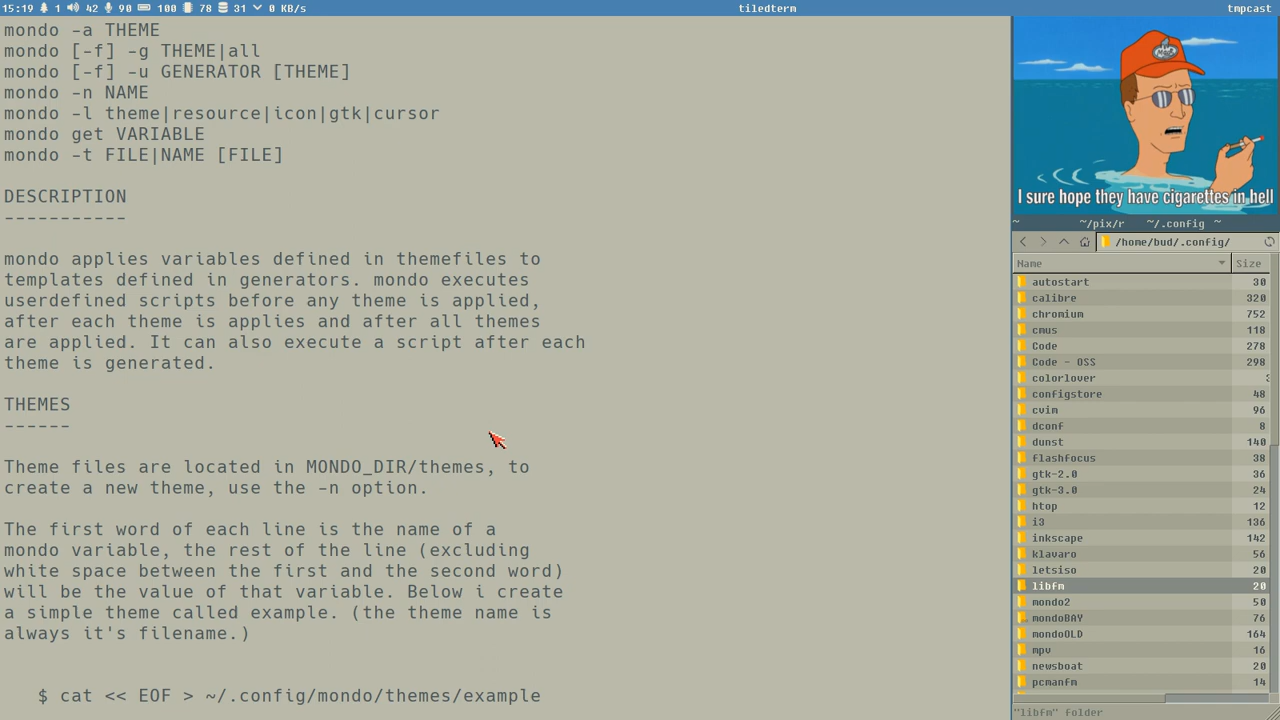 15:19 1 42 90 100 78 31 0 KB/s tiledterm tmpcast
mondo -a THEME
mondo [-f] -g THEME|all
mondo [-f] -u GENERATOR [THEME]
mondo -n NAME
mondo -l theme|resource|icon|gtk|cursor
mondo get VARIABLE
mondo -t FILE|NAME [FILE]
DESCRIPTION
-----------
mondo applies variables defined in themefiles to
templates defined in generators. mondo executes
userdefined scripts before any theme is applied,
after each theme is applies and after all themes
are applied. It can also execute a script after each
theme is generated.
THEMES
------
Theme files are located in MONDO_DIR/themes, to
create a new theme, use the -n option.
The first word of each line is the name of a
mondo variable, the rest of the line (excluding
white space between the first and the second word)
will be the value of that variable. Below i create
a simple theme called example. (the theme name is
always it's filename.)
$ cat << EOF > ~/.config/mondo/themes/example
I sure hope they have cigarettes in hell
~ ~/pix/r ~/.config ~
/home/bud/.config/
Name Size
autostart 30
calibre 320
chromium 752
cmus 118
Code 278
Code - OSS 298
colorlover
configstore 48
cvim 96
dconf 8
dunst 140
flashfocus 38
gtk-2.0 36
gtk-3.0 24
htop 12
i3 136
inkscape 142
klavaro 56
letsiso 20
libfm 20
mondo2 50
mondoBAY 76
mondoOLD 164
mpv 16
newsboat 20
pcmanfm 14
"libfm" folder